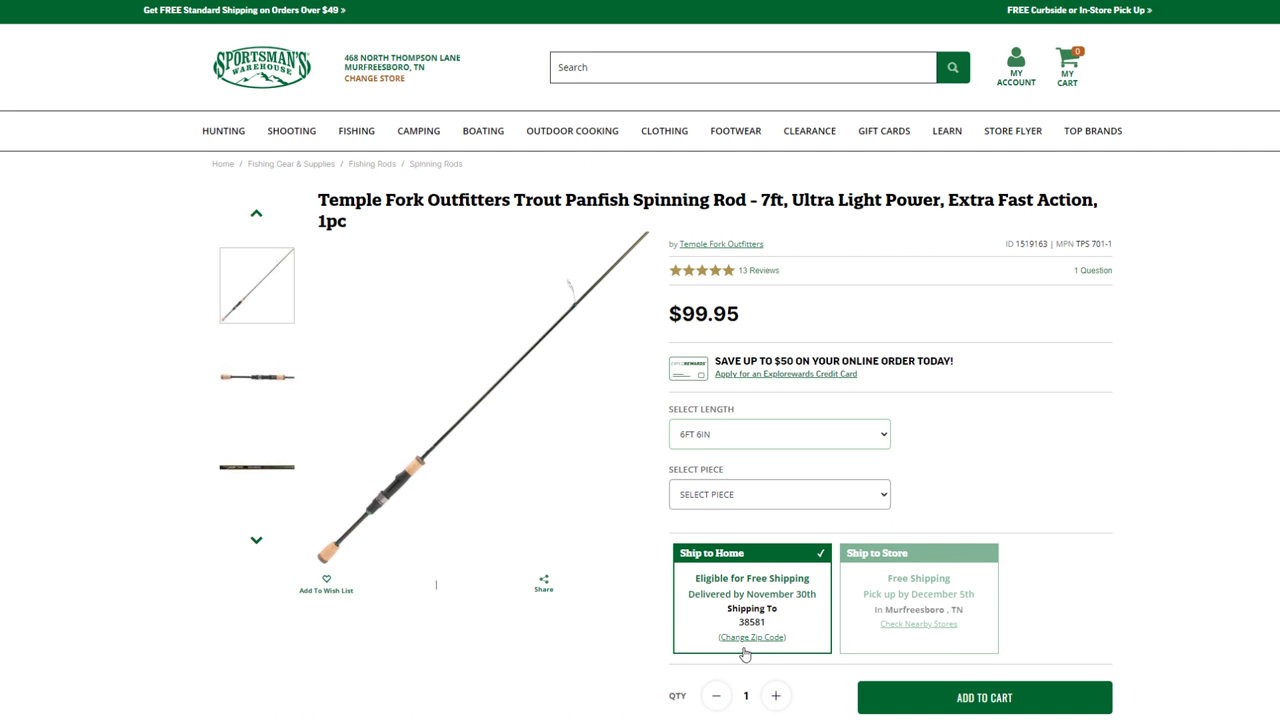 Get FREE Standard Shipping on Orders Over $49 »
FREE Curbside or In-Store Pick Up »
SPORTSMAN'S
WAREHOUSE
468 NORTH THOMPSON LANE
MURFREESBORO, TN
CHANGE STORE
Search
MY
ACCOUNT
0
MY
CART
HUNTING SHOOTING FISHING CAMPING BOATING OUTDOOR COOKING CLOTHING FOOTWEAR CLEARANCE GIFT CARDS LEARN STORE FLYER TOP BRANDS
Home / Fishing Gear & Supplies / Fishing Rods / Spinning Rods
Temple Fork Outfitters Trout Panfish Spinning Rod - 7ft, Ultra Light Power, Extra Fast Action,
1pc
by Temple Fork Outfitters
ID 1519163 | MPN TPS 701-1
13 Reviews
1 Question
$99.95
SAVE UP TO $50 ON YOUR ONLINE ORDER TODAY!
Apply for an Explorewards Credit Card
SELECT LENGTH
6FT 6IN
SELECT PIECE
SELECT PIECE
Ship to Home ✓
Eligible for Free Shipping
Delivered by November 30th
Shipping To
38581
(Change Zip Code)
Ship to Store
Free Shipping
Pick up by December 5th
In Murfreesboro , TN
Check Nearby Stores
Add To Wish List | Share
QTY − 1 +
ADD TO CART